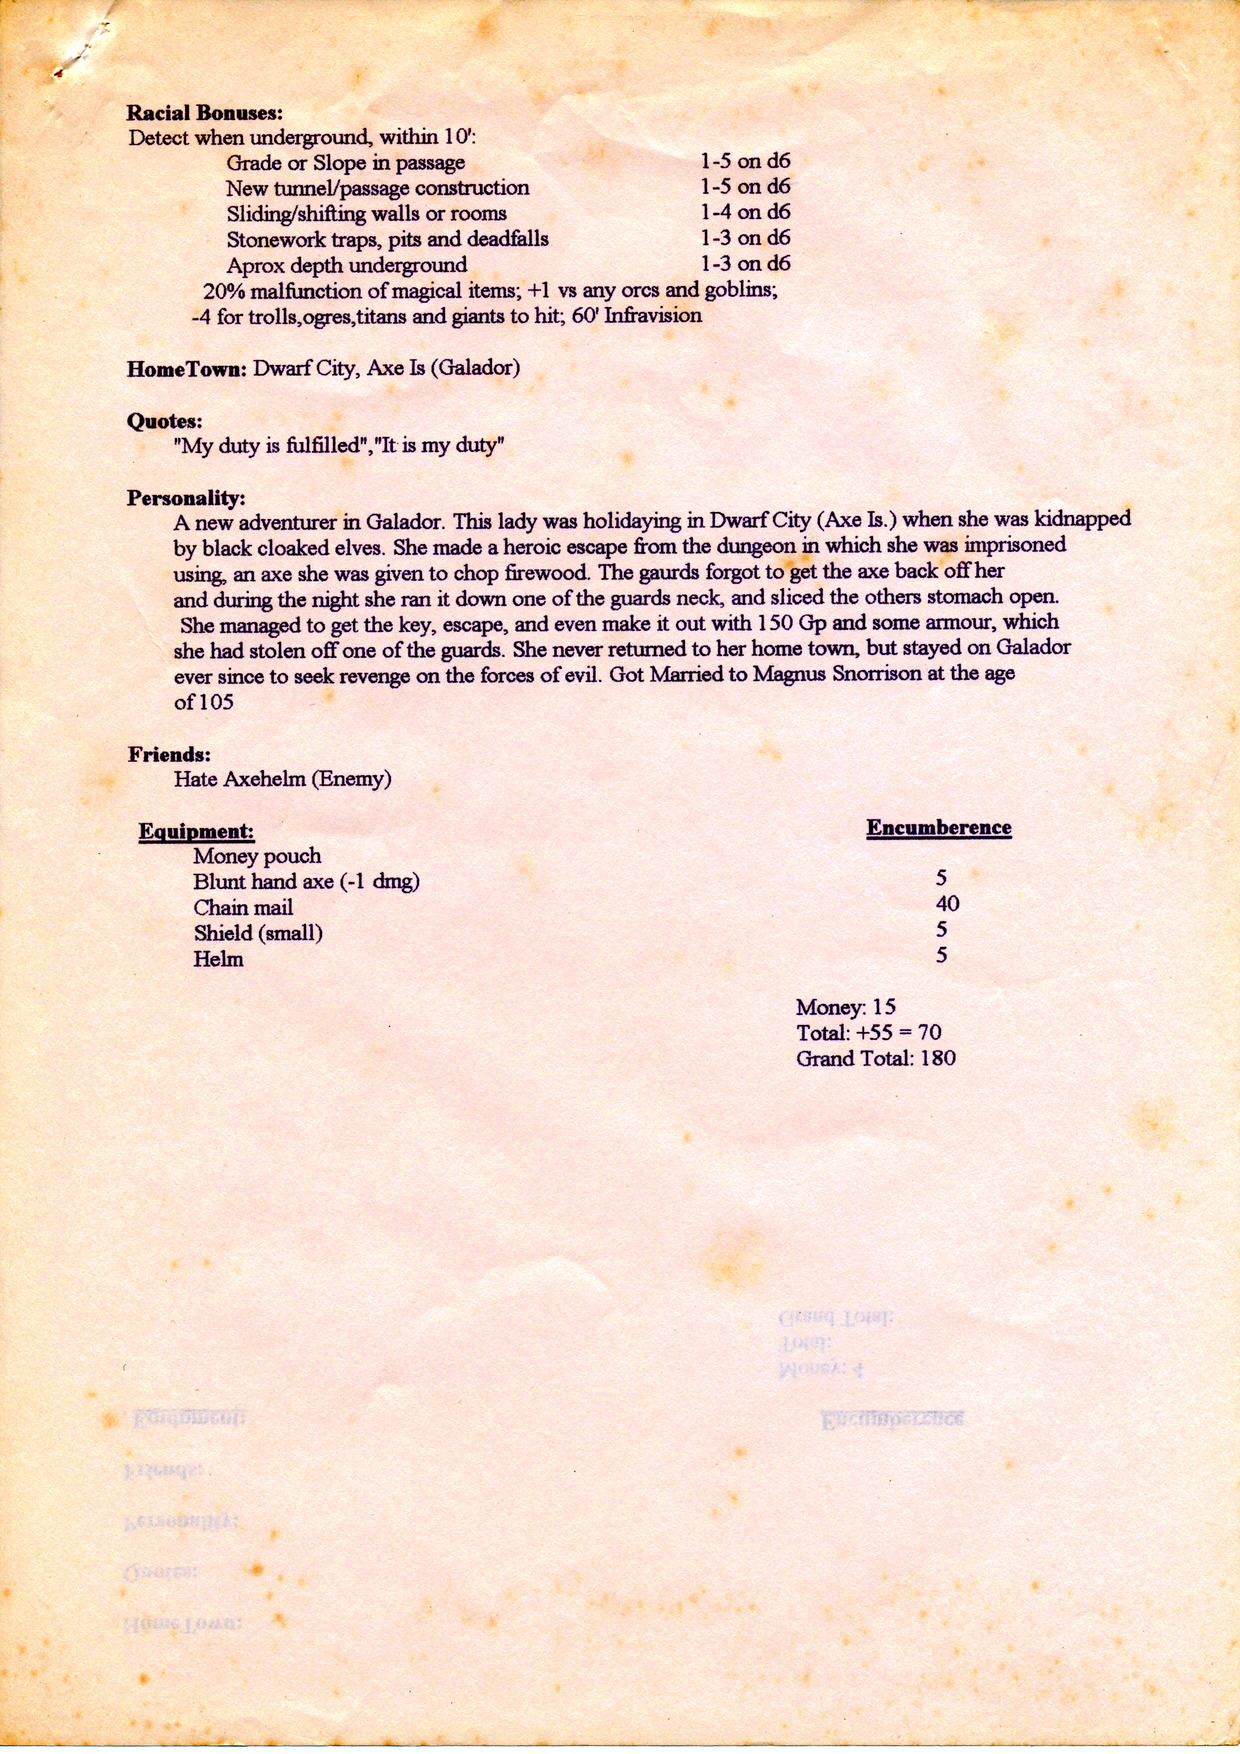 Racial Bonuses:
Detect when underground, within 10':
Grade or Slope in passage 1-5 on d6
New tunnel/passage construction 1-5 on d6
Sliding/shifting walls or rooms 1-4 on d6
Stonework traps, pits and deadfalls 1-3 on d6
Aprox depth underground 1-3 on d6
20% malfunction of magical items; +1 vs any orcs and goblins;
-4 for trolls,ogres,titans and giants to hit; 60' Infravision
HomeTown: Dwarf City, Axe Is (Galador)
Quotes:
"My duty is fulfilled","It is my duty"
Personality:
A new adventurer in Galador. This lady was holidaying in Dwarf City (Axe Is.) when she was kidnapped
by black cloaked elves. She made a heroic escape from the dungeon in which she was imprisoned
using, an axe she was given to chop firewood. The gaurds forgot to get the axe back off her
and during the night she ran it down one of the guards neck, and sliced the others stomach open.
She managed to get the key, escape, and even make it out with 150 Gp and some armour, which
she had stolen off one of the guards. She never returned to her home town, but stayed on Galador
ever since to seek revenge on the forces of evil. Got Married to Magnus Snorrison at the age
of 105
Friends:
Hate Axehelm (Enemy)
Equipment: Encumberence
Money pouch
Blunt hand axe (-1 dmg) 5
Chain mail 40
Shield (small) 5
Helm 5
Money: 15
Total: +55 = 70
Grand Total: 180
Grand Total:
Total:
Money: 4
Equipment: Encumberence
Friends:
Personality:
Quotes:
HomeTown: